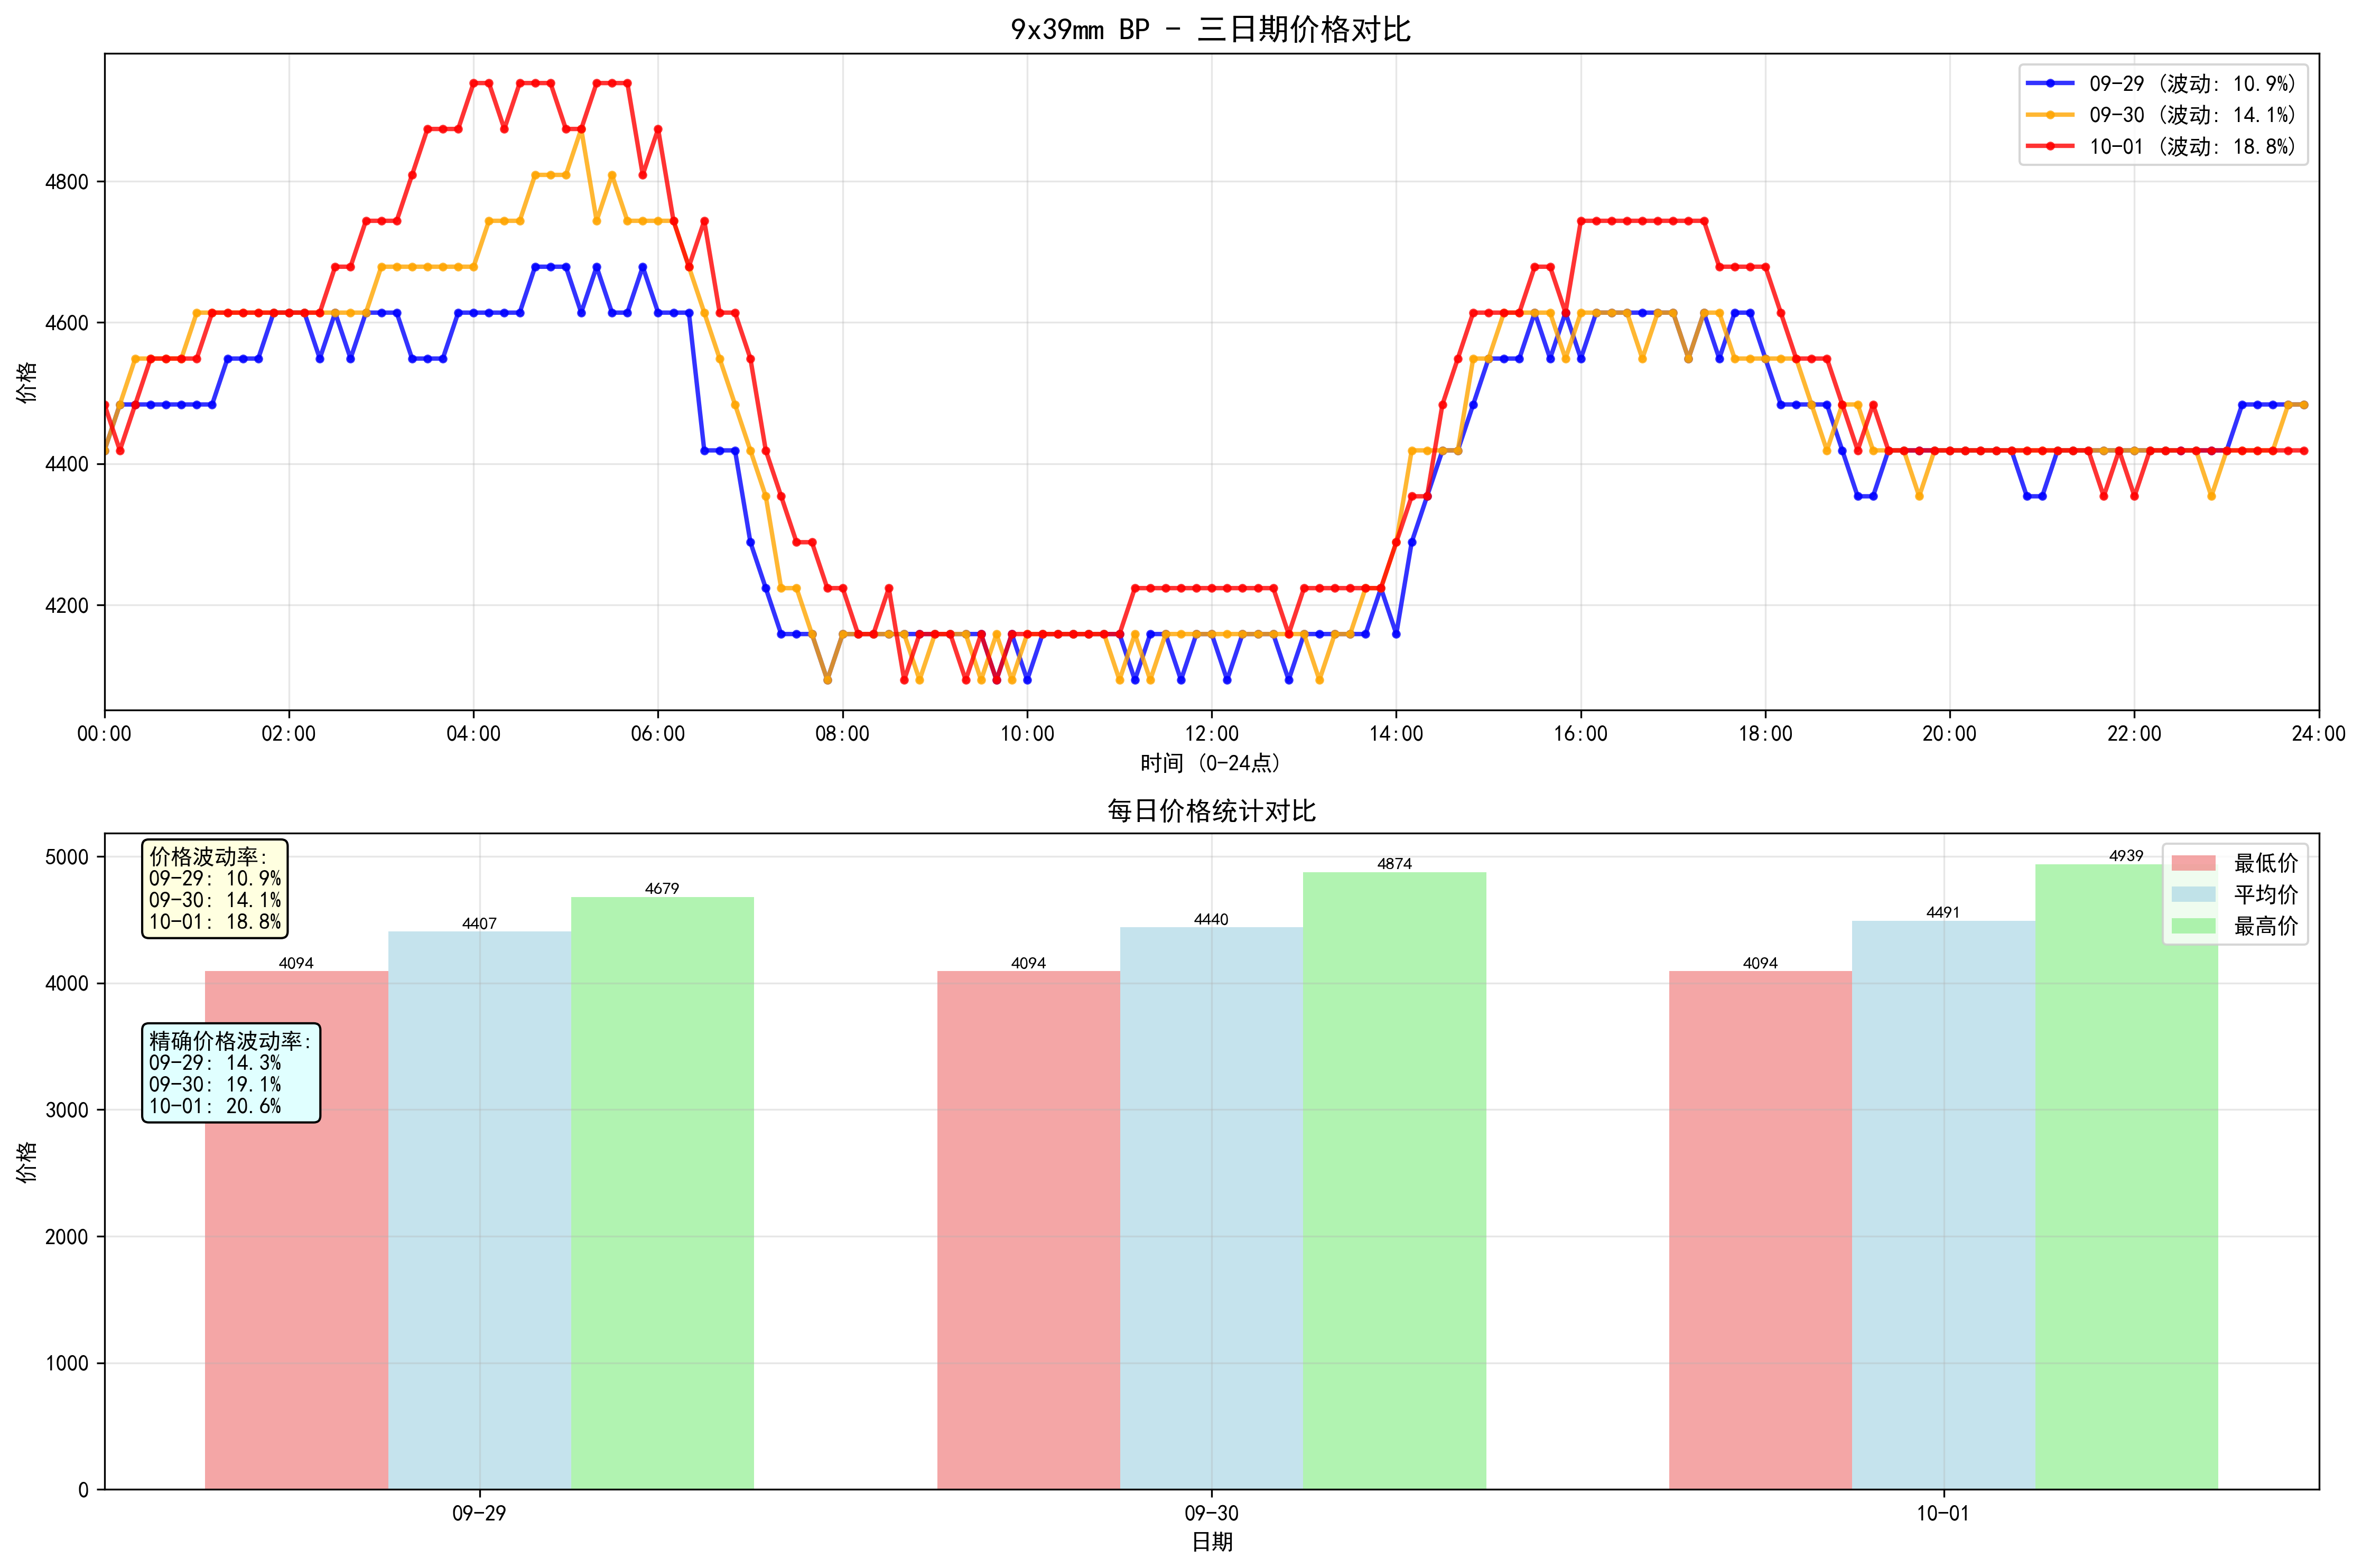 9x39mm BP - 三日期价格对比
09-29 (波动: 10.9%)
09-30 (波动: 14.1%)
10-01 (波动: 18.8%)
价格
4800
4600
4400
4200
00:00 02:00 04:00 06:00 08:00 10:00 12:00 14:00 16:00 18:00 20:00 22:00 24:00
时间 (0-24点)
每日价格统计对比
价格波动率:
09-29: 10.9%
09-30: 14.1%
10-01: 18.8%
精确价格波动率:
09-29: 14.3%
09-30: 19.1%
10-01: 20.6%
最低价
平均价
最高价
4094 4407 4679
4094 4440 4874
4094 4491 4939
价格
5000
4000
3000
2000
1000
0
09-29 09-30 10-01
日期